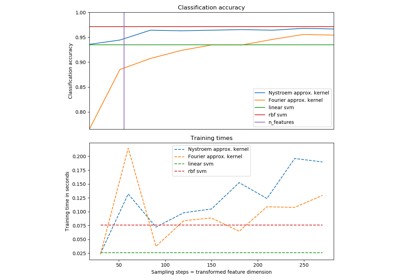 Classification accuracy
1.00
0.95
0.90
0.85
0.80
Classification accuracy
Nystroem approx. kernel
Fourier approx. kernel
linear svm
rbf svm
n_features
Training times
0.200
0.175
0.150
0.125
0.100
0.075
0.050
0.025
Training time in seconds
Nystroem approx. kernel
Fourier approx. kernel
linear svm
rbf svm
50 100 150 200 250
Sampling steps = transformed feature dimension